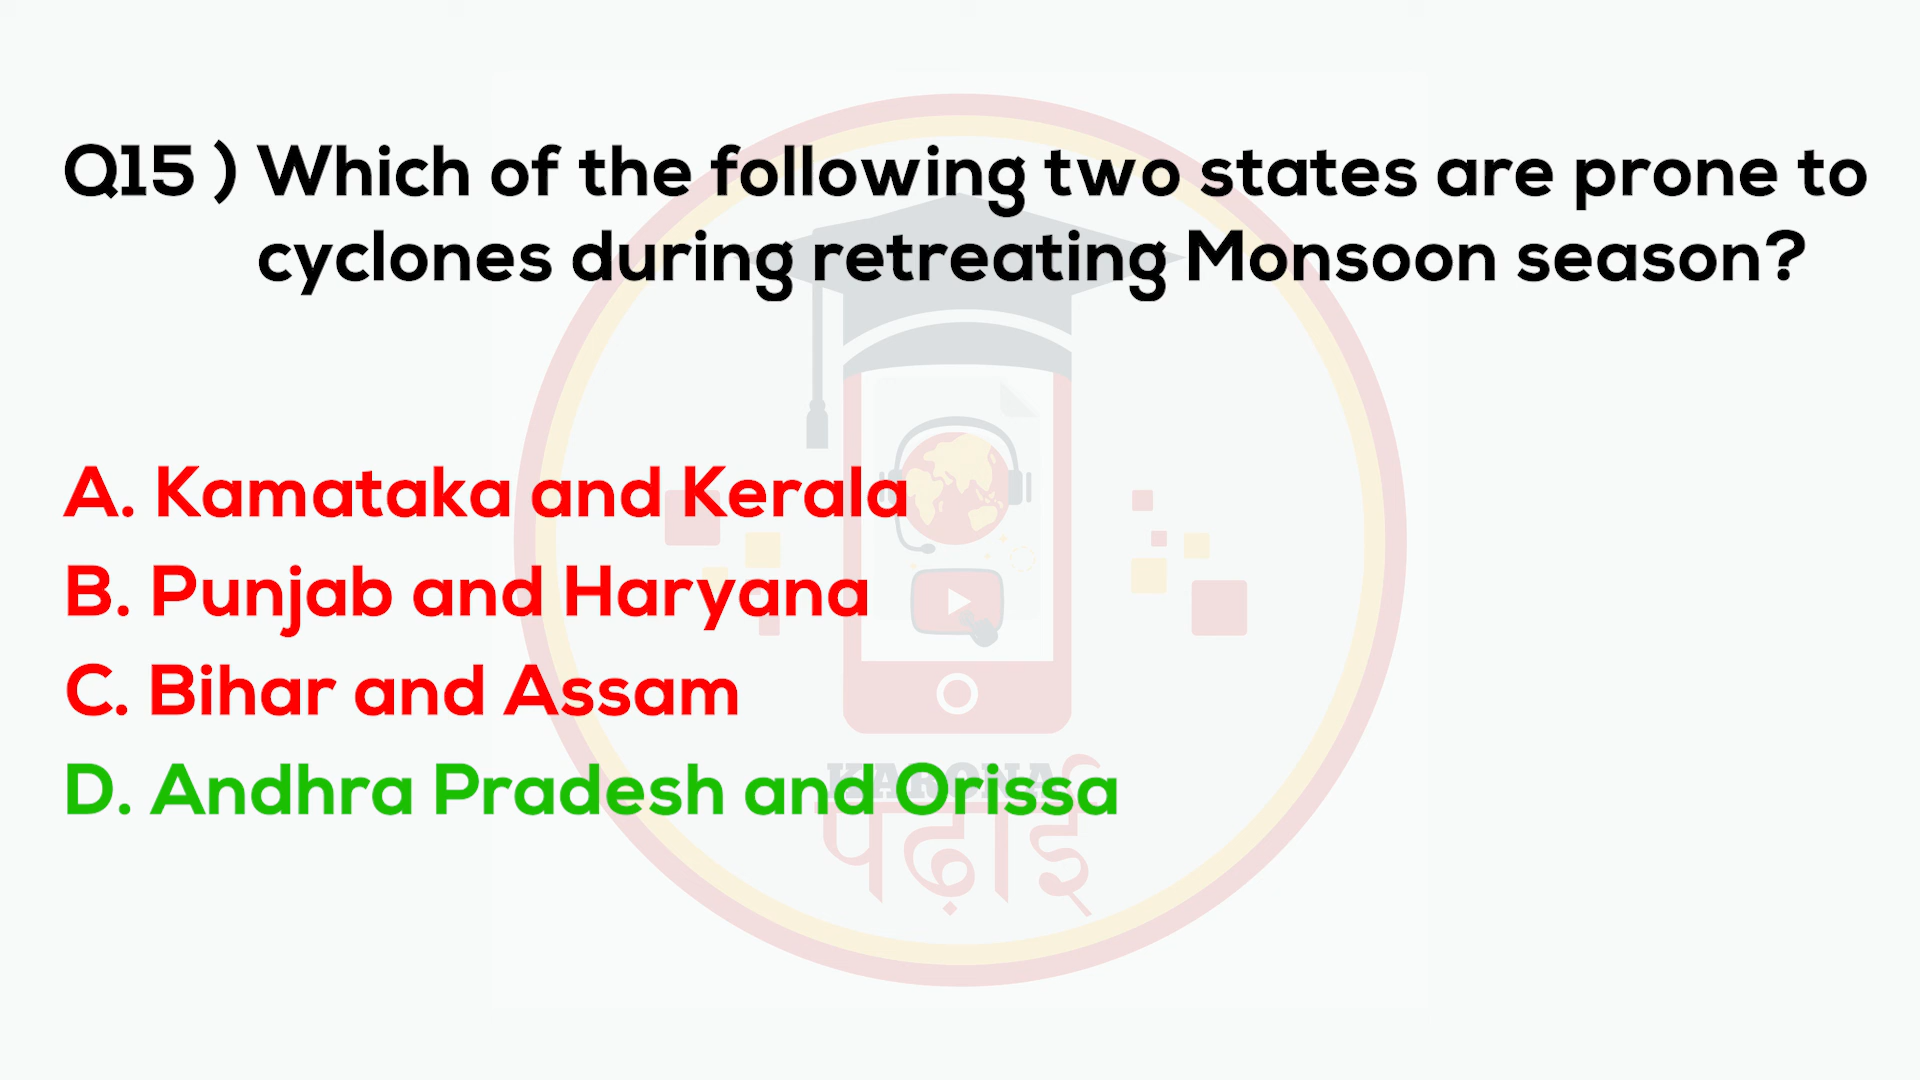 Q15 ) Which of the following two states are prone to
cyclones during retreating Monsoon season?
A. Kamataka and Kerala
B. Punjab and Haryana
C. Bihar and Assam
D. Andhra Pradesh and Orissa
KARONA
पढ़ाई